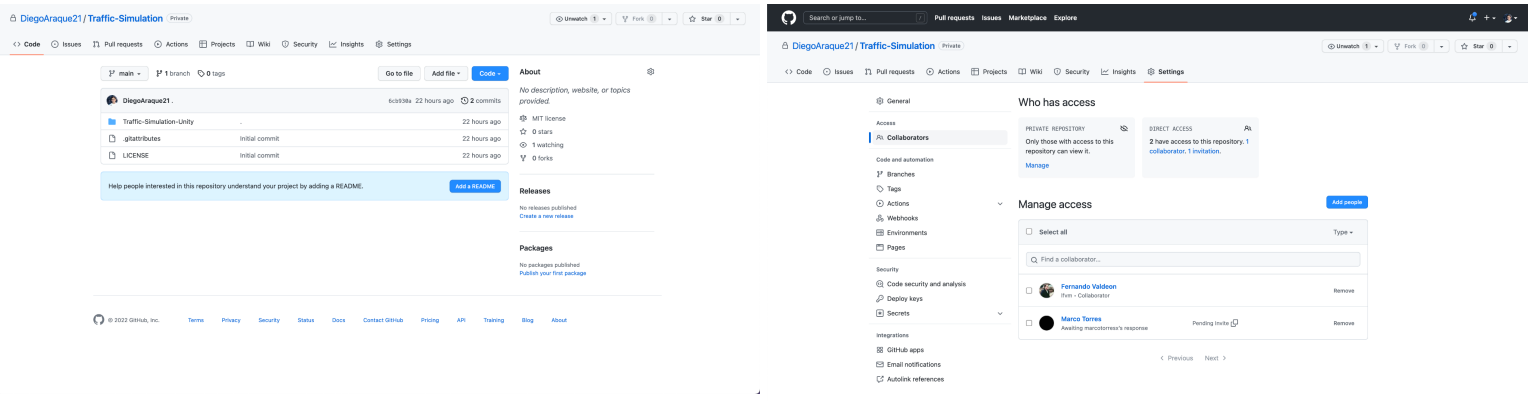 DiegoAraque21 / Traffic-Simulation Private
Unwatch 1 Fork 0 Star 0
Code Issues Pull requests Actions Projects Wiki Security Insights Settings
main 1 branch 0 tags Go to file Add file Code
DiegoAraque21 . 6cb930a 22 hours ago 2 commits
Traffic-Simulation-Unity . 22 hours ago
.gitattributes Initial commit 22 hours ago
LICENSE Initial commit 22 hours ago
Help people interested in this repository understand your project by adding a README. Add a README
About
No description, website, or topics
provided.
MIT license
0 stars
1 watching
0 forks
Releases
No releases published
Create a new release
Packages
No packages published
Publish your first package
© 2022 GitHub, Inc. Terms Privacy Security Status Docs Contact GitHub Pricing API Training Blog About
Search or jump to... / Pull requests Issues Marketplace Explore
DiegoAraque21 / Traffic-Simulation Private
Unwatch 1 Fork 0 Star 0
Code Issues Pull requests Actions Projects Wiki Security Insights Settings
General
Access
Collaborators
Code and automation
Branches
Tags
Actions
Webhooks
Environments
Pages
Security
Code security and analysis
Deploy keys
Secrets
Integrations
GitHub apps
Email notifications
Autolink references
Who has access
PRIVATE REPOSITORY
Only those with access to this
repository can view it.
Manage
DIRECT ACCESS
2 have access to this repository. 1
collaborator. 1 invitation.
Manage access Add people
Select all Type
Find a collaborator...
Fernando Valdeon
lfvm • Collaborator Remove
Marco Torres
Awaiting marcotorress's response Pending Invite Remove
< Previous Next >